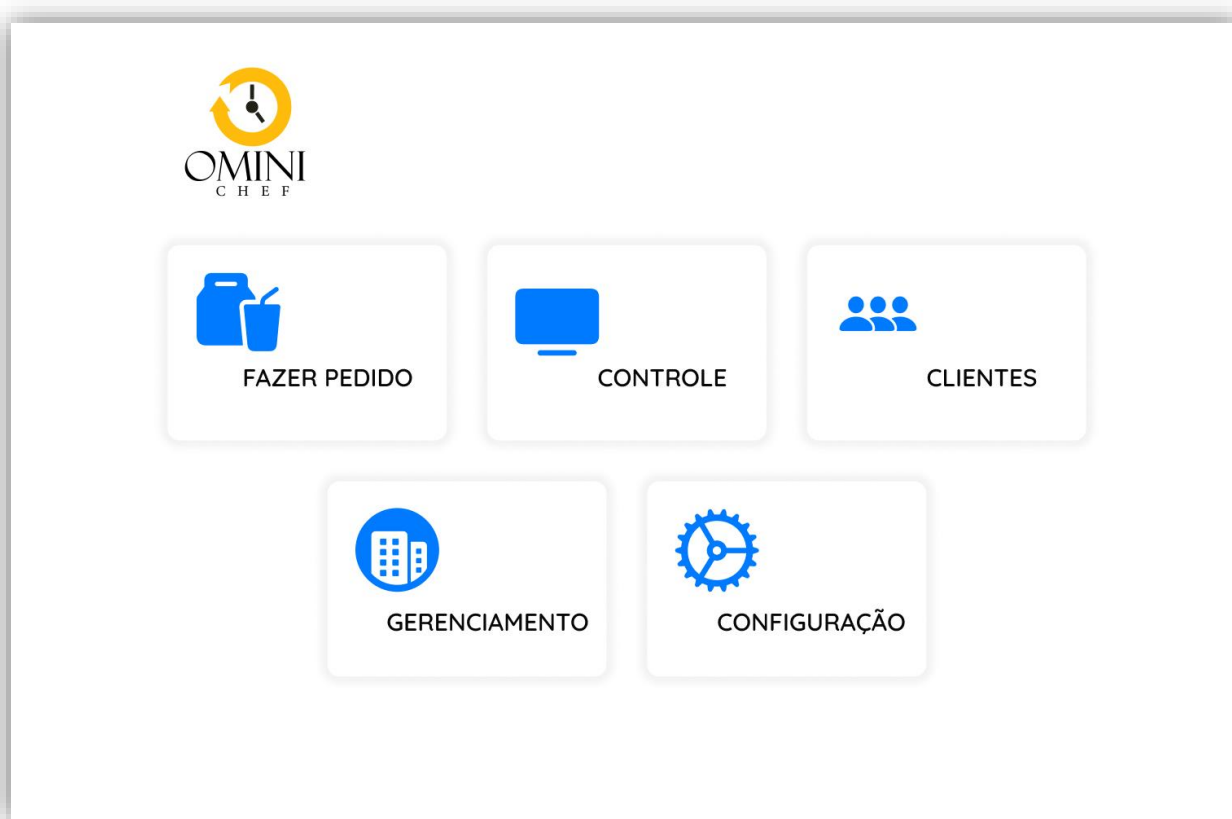 OMINI
CHEF
FAZER PEDIDO
CONTROLE
CLIENTES
GERENCIAMENTO
CONFIGURAÇÃO